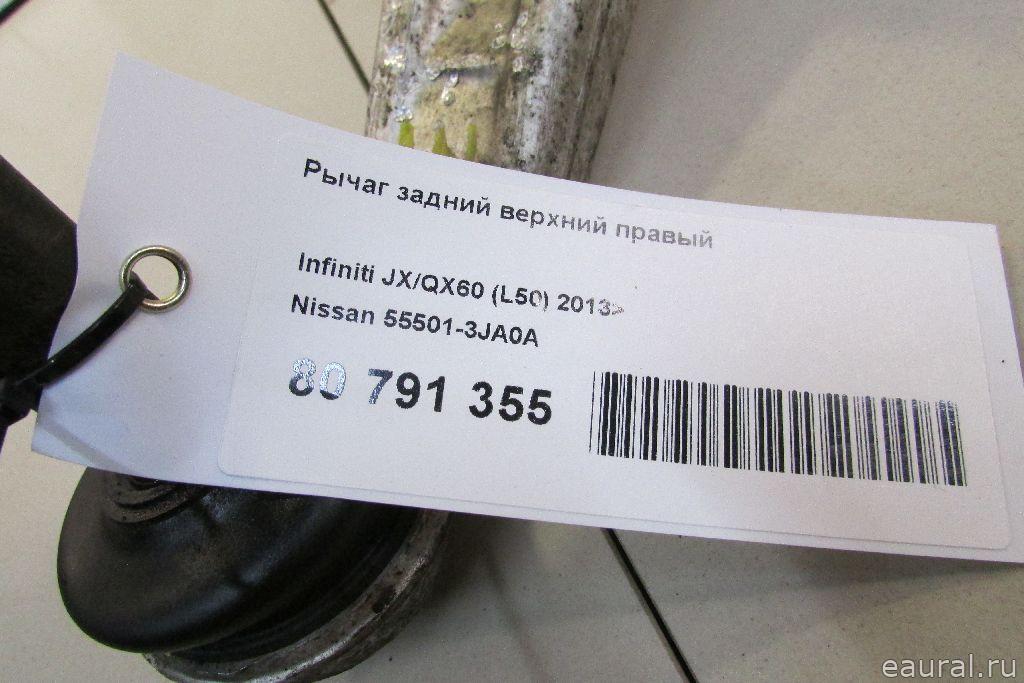 Рычаг задний верхний правый
Infiniti JX/QX60 (L50) 2013>
Nissan 55501-3JA0A
80 791 355
eaural.ru